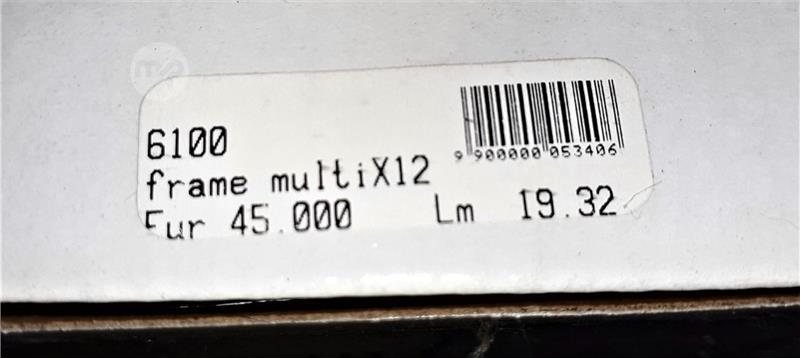 6100
9 900000 053406
frame multiX12
Eur 45.000 Lm 19.32